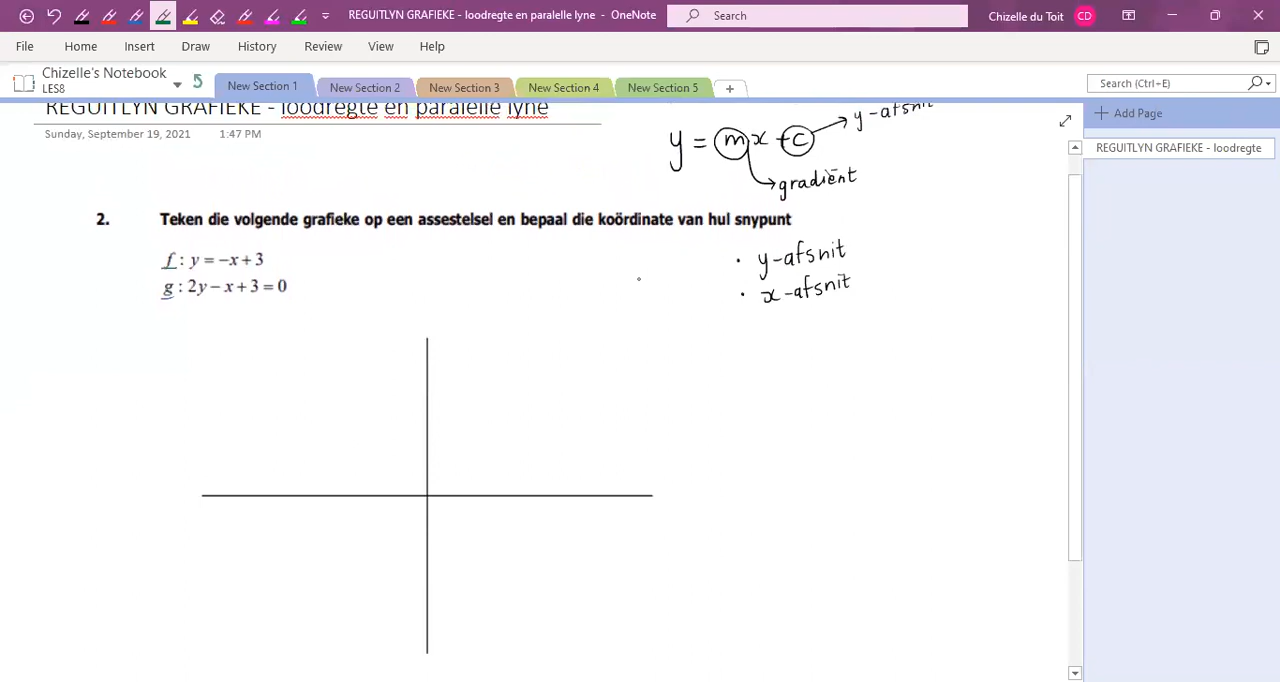 REGUITLYN GRAFIEKE - loodregte en paralelle lyne - OneNote
Search
Chizelle du Toit
CD
File Home Insert Draw History Review View Help
Chizelle's Notebook
LES8
New Section 1
New Section 2
New Section 3
New Section 4
New Section 5
Search (Ctrl+E)
REGUITLYN GRAFIEKE - loodregte en paralelle lyne
Sunday, September 19, 2021 1:47 PM
Add Page
REGUITLYN GRAFIEKE - loodregte
y = mx + c
y-afsnit
gradiënt
2. Teken die volgende grafieke op een assestelsel en bepaal die koördinate van hul snypunt
f : y = −x + 3
g : 2y − x + 3 = 0
· y-afsnit
· x-afsnit